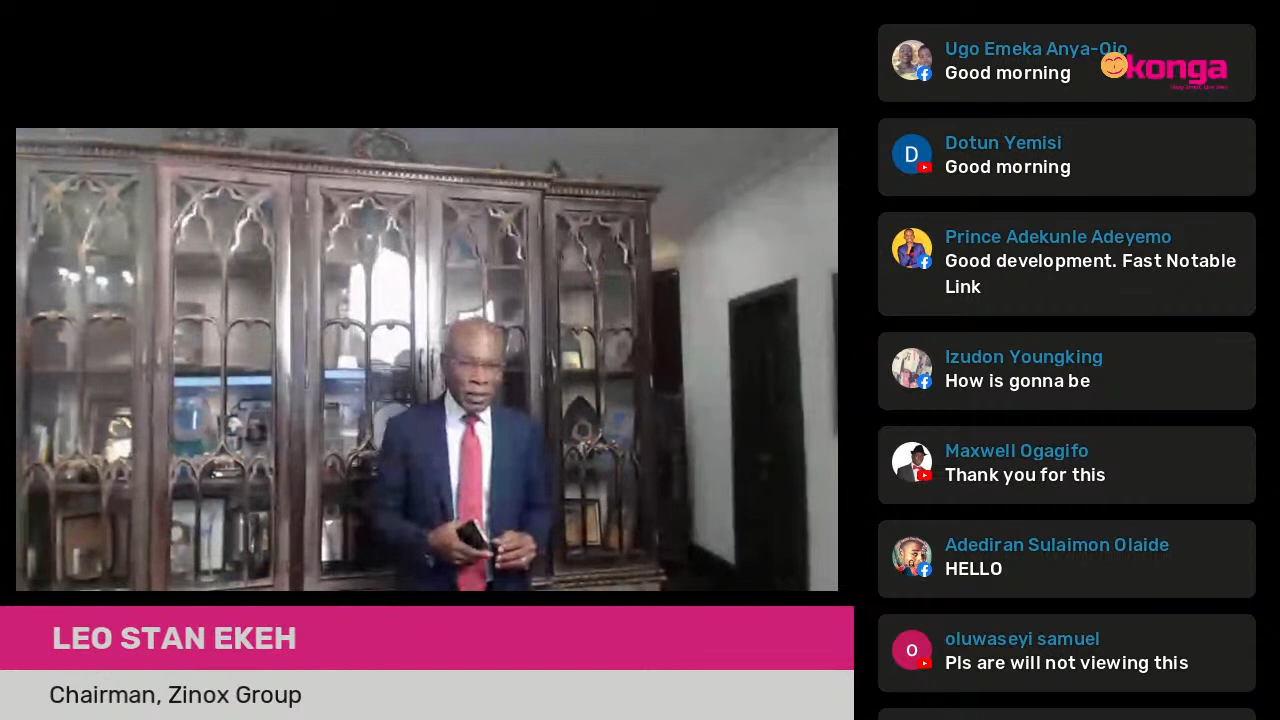 Ugo Emeka Anya-Ojo
Good morning
konga
D
Dotun Yemisi
Good morning
Prince Adekunle Adeyemo
Good development. Fast Notable
Link
Izudon Youngking
How is gonna be
Maxwell Ogagifo
Thank you for this
Adediran Sulaimon Olaide
HELLO
o
oluwaseyi samuel
Pls are will not viewing this
LEO STAN EKEH
Chairman, Zinox Group